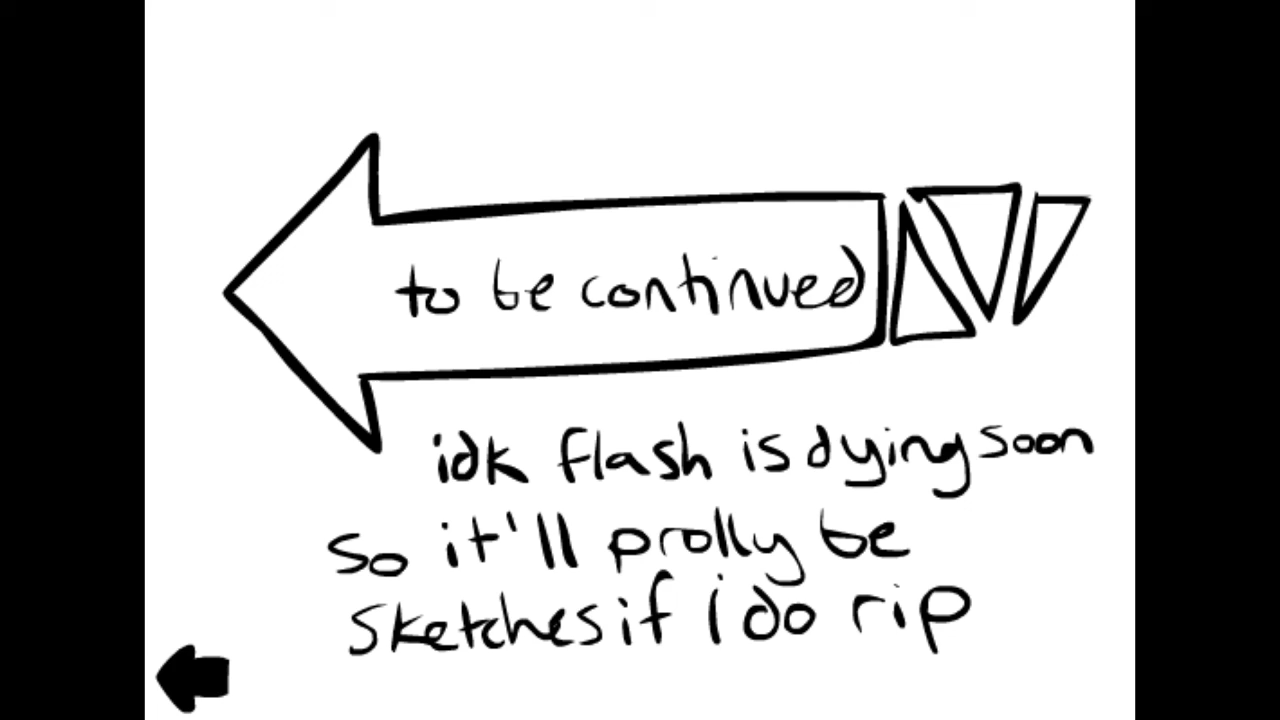 to be continued
idk flash is dying soon
so it'll prolly be
sketches if i do rip